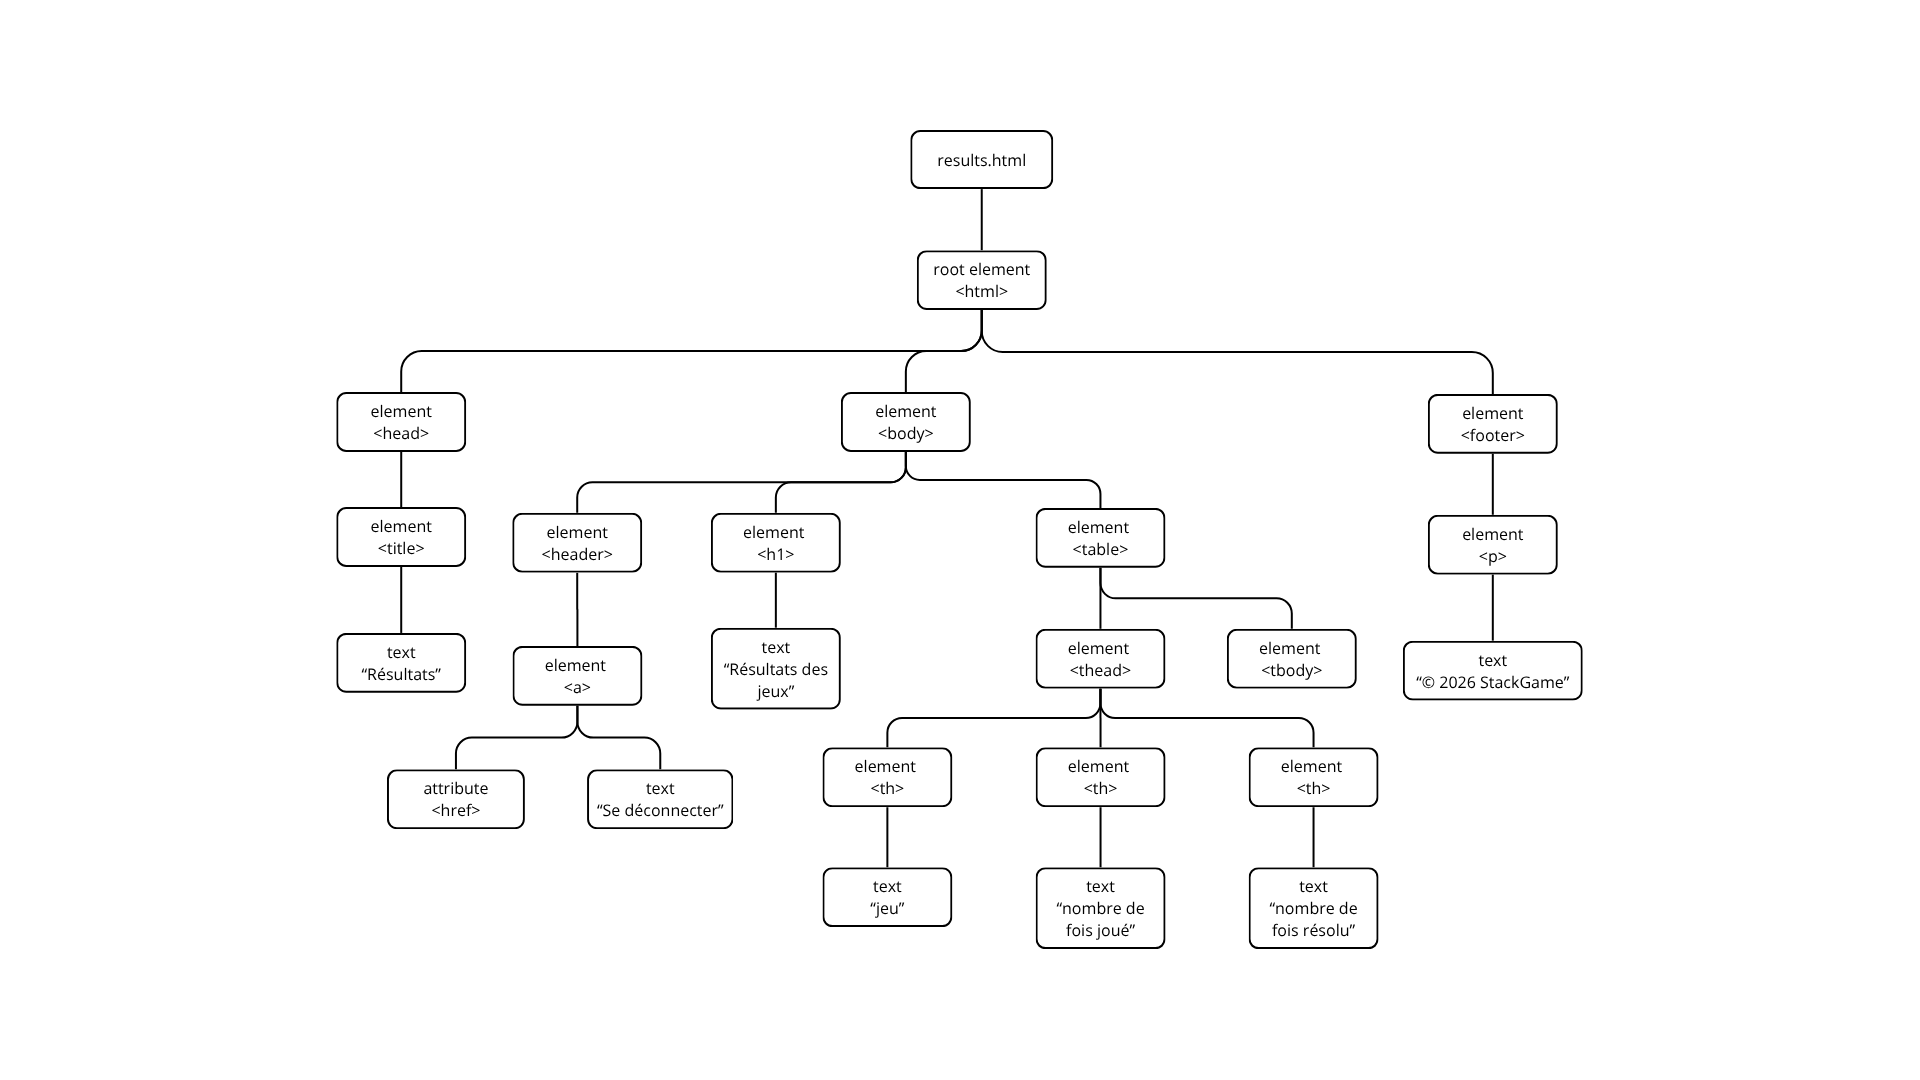 results.html
root element
<html>
element
<head>
element
<body>
element
<footer>
element
<title>
element
<header>
element
<h1>
element
<table>
element
<p>
text
“Résultats”
element
<a>
text
“Résultats des
jeux”
element
<thead>
element
<tbody>
text
“© 2026 StackGame”
attribute
<href>
text
“Se déconnecter”
element
<th>
element
<th>
element
<th>
text
“jeu”
text
“nombre de
fois joué”
text
“nombre de
fois résolu”